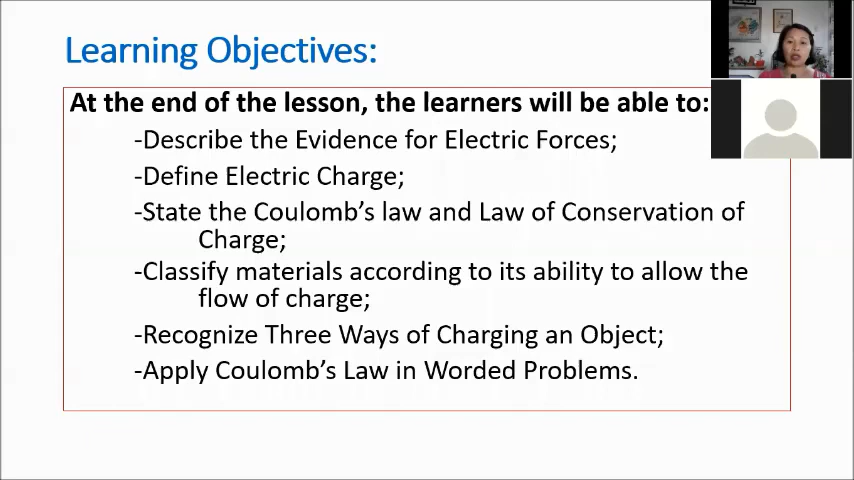 Learning Objectives:
At the end of the lesson, the learners will be able to:
-Describe the Evidence for Electric Forces;
-Define Electric Charge;
-State the Coulomb's law and Law of Conservation of
Charge;
-Classify materials according to its ability to allow the
flow of charge;
-Recognize Three Ways of Charging an Object;
-Apply Coulomb's Law in Worded Problems.